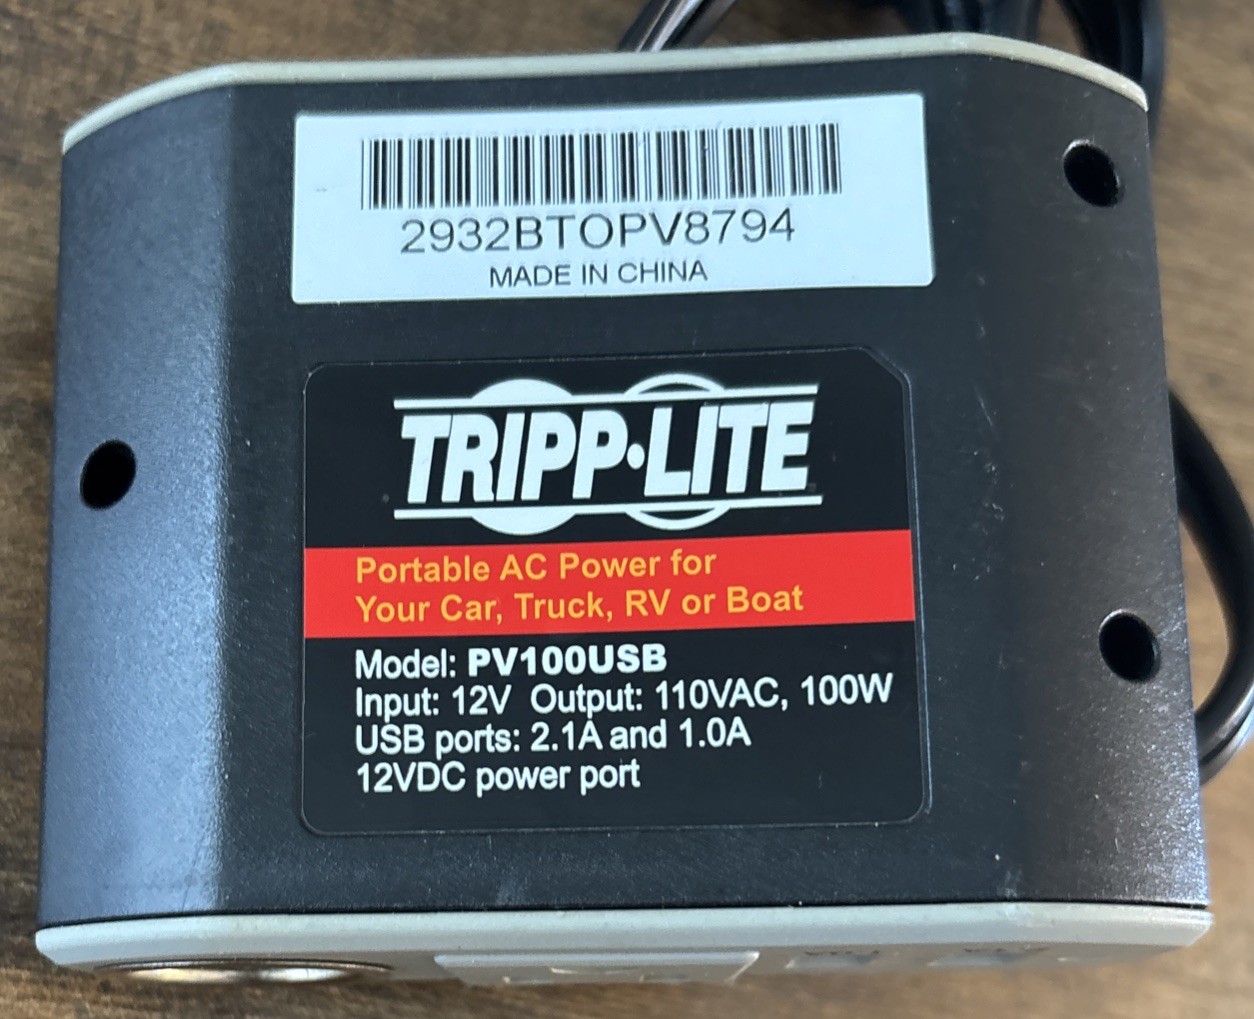 2932BTOPV8794
MADE IN CHINA
TRIPP·LITE
Portable AC Power for
Your Car, Truck, RV or Boat
Model: PV100USB
Input: 12V Output: 110VAC, 100W
USB ports: 2.1A and 1.0A
12VDC power port